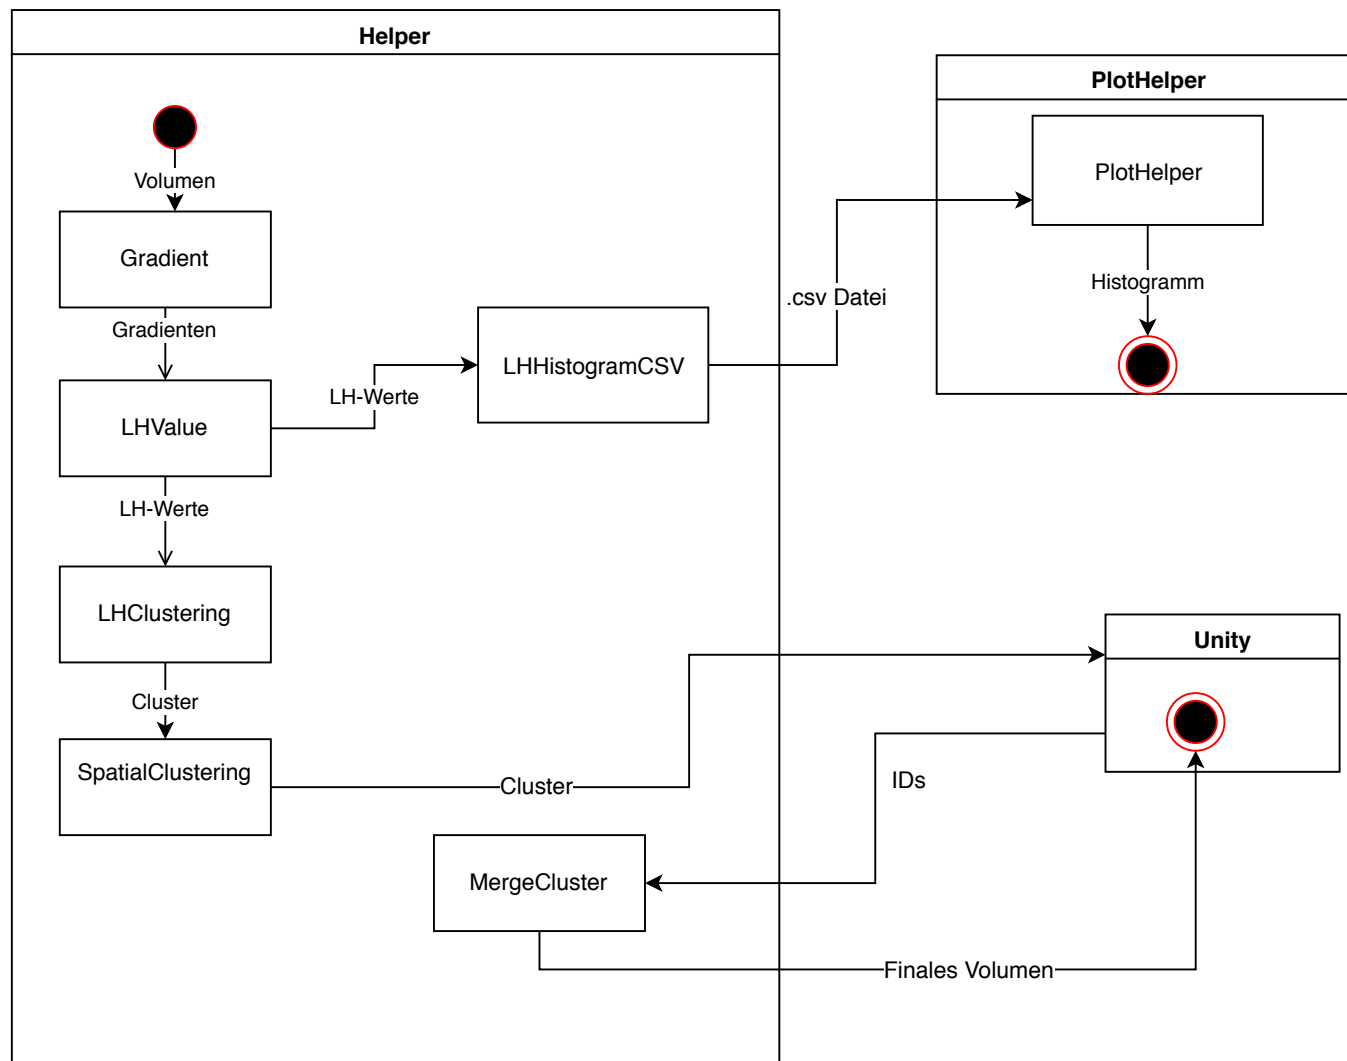 Helper
Volumen
Gradient
Gradienten
LHValue
LH-Werte
LHHistogramCSV
.csv Datei
PlotHelper
PlotHelper
Histogramm
LH-Werte
LHClustering
Cluster
SpatialClustering
Cluster
Unity
IDs
MergeCluster
Finales Volumen